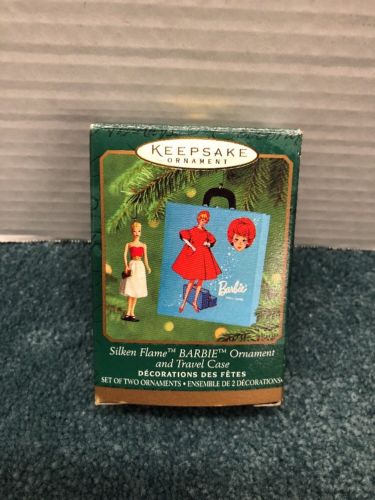 KEEPSAKE
ORNAMENT
Barbie
Silken Flame™ BARBIE™ Ornament
and Travel Case
DÉCORATIONS DES FÊTES
SET OF TWO ORNAMENTS • ENSEMBLE DE 2 DÉCORATIONS